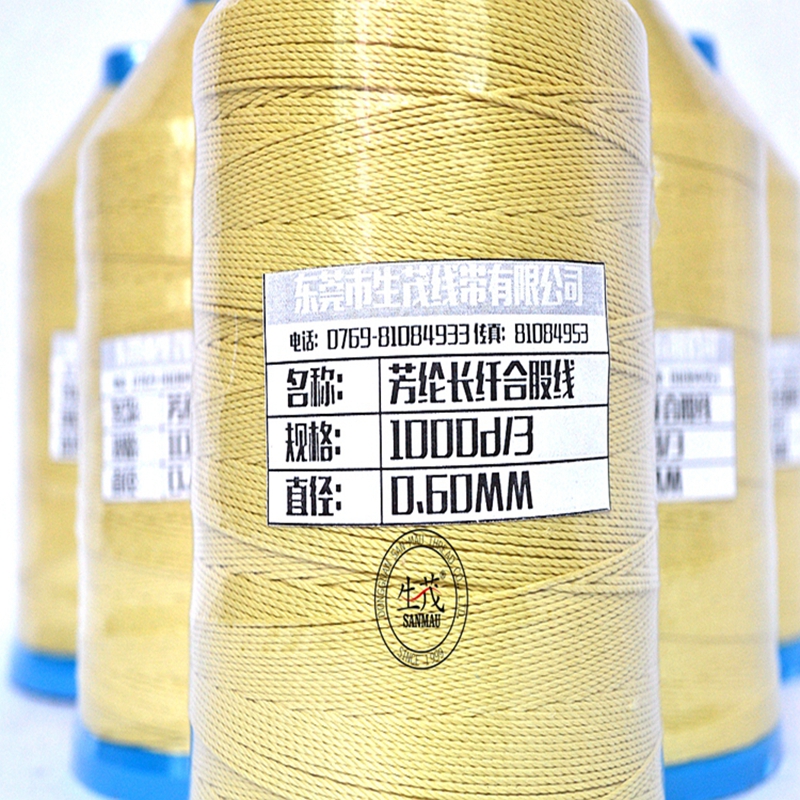 东莞市生茂线带有限公司
电话: 0769-81084933 传真: 81084953
名称: 芳纶长纤合股线
规格: 1000d/3
直径: 0.60MM
生茂
SANMAU
SINCE 1999